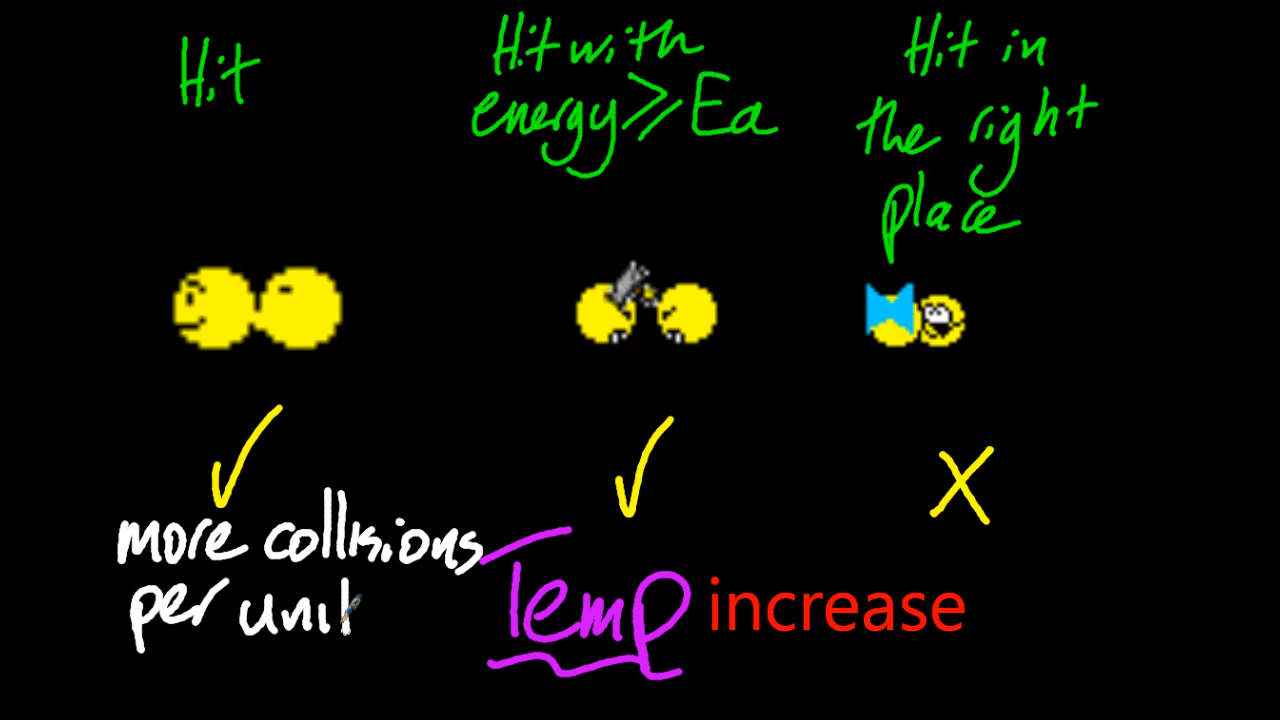 Hit
Hit with
energy ⩾ Ea
Hit in
the right
place
✓
✓
X
more collisions
per unit
Temp increase